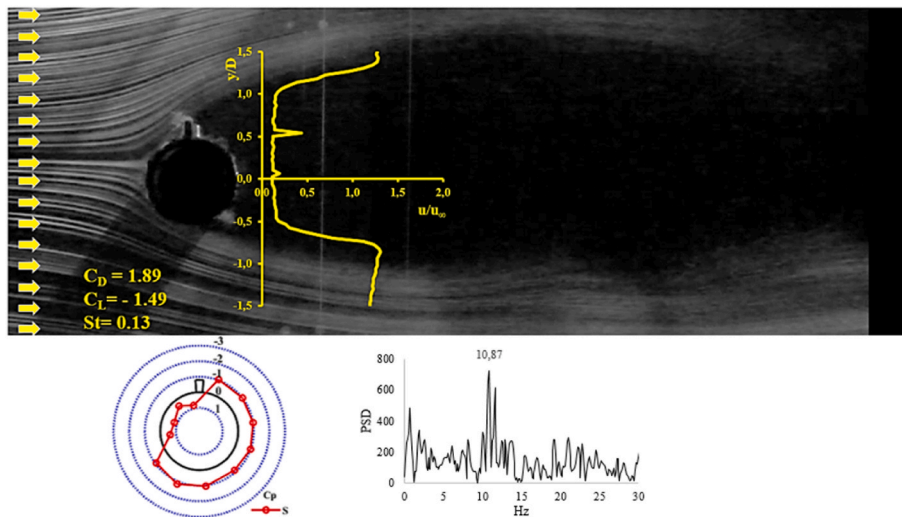 y/D
1,5
1,0
0,5
0,0
0,0 0,5 1,0 1,5 2,0
u/u∞
-0,5
-1,0
-1,5
C_D = 1.89
C_L= - 1.49
St= 0.13
-3
-2
-1
0
1
Cp
S
10,87
PSD
800
600
400
200
0
0 5 10 15 20 25 30
Hz